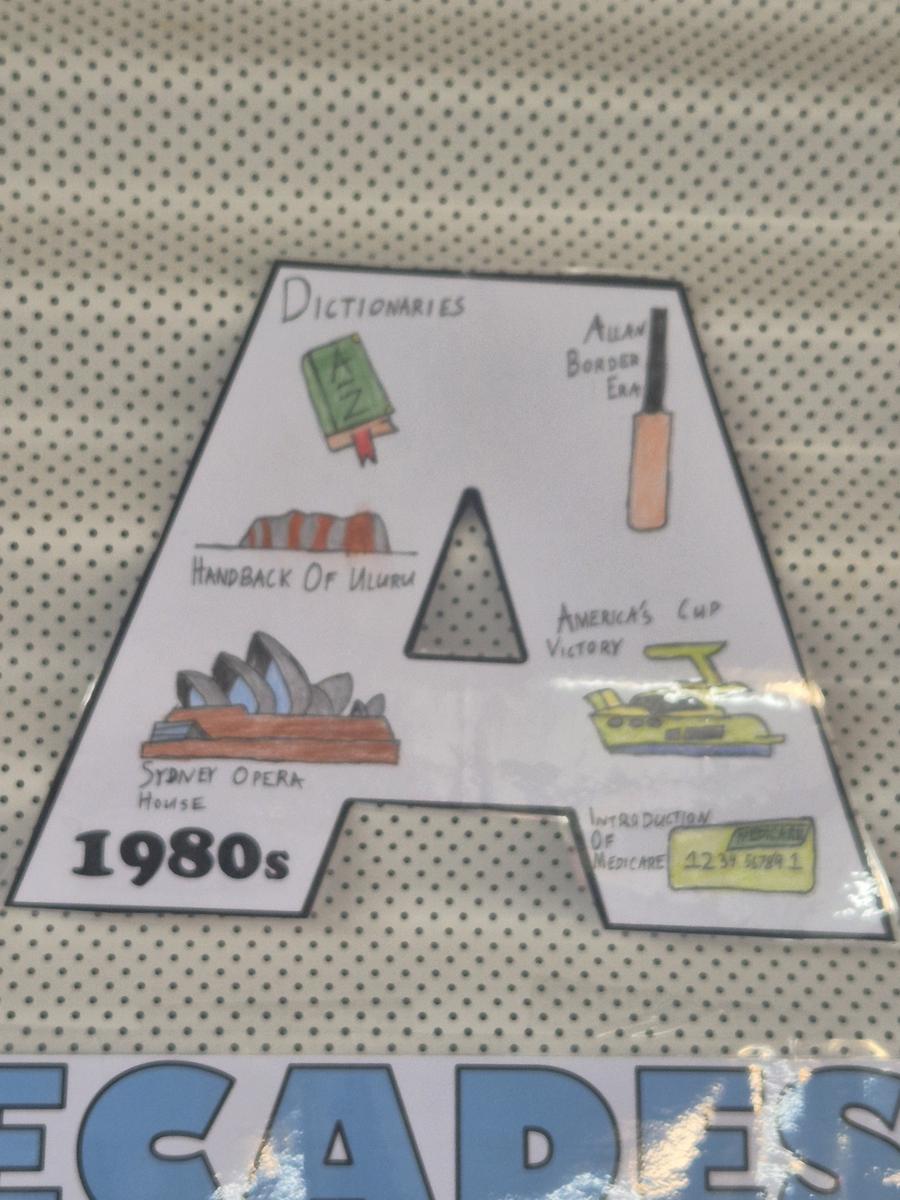 DICTIONARIES
A-Z
ALLAN
BORDER
ERA
HANDBACK OF ULURU
AMERICA'S CUP
VICTORY
SYDNEY OPERA
HOUSE
INTRODUCTION
OF
MEDICARE
MEDICARE
1234 56789 1
1980s
ECADES